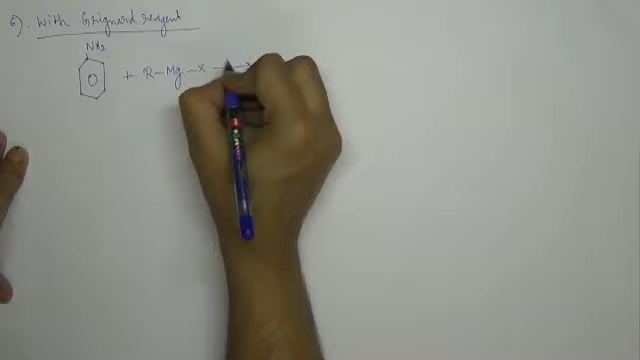 6). With Grignard reagent
NH₂
+ R-Mg-X →